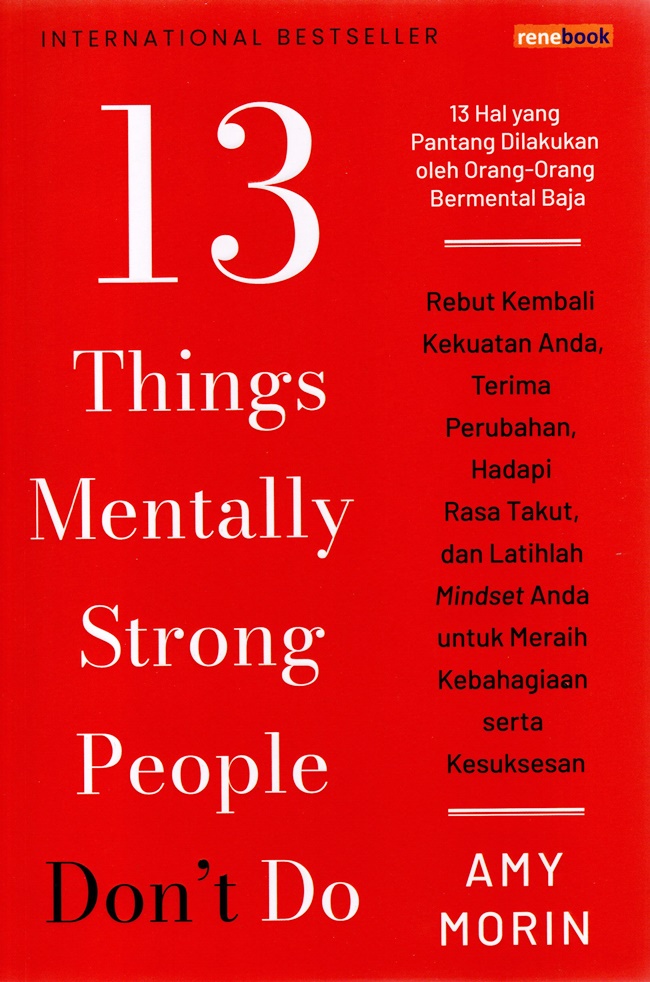 INTERNATIONAL BESTSELLER
renebook
13
Things
Mentally
Strong
People
Don't Do
13 Hal yang
Pantang Dilakukan
oleh Orang-Orang
Bermental Baja
Rebut Kembali
Kekuatan Anda,
Terima
Perubahan,
Hadapi
Rasa Takut,
dan Latihlah
Mindset Anda
untuk Meraih
Kebahagiaan
serta
Kesuksesan
AMY
MORIN